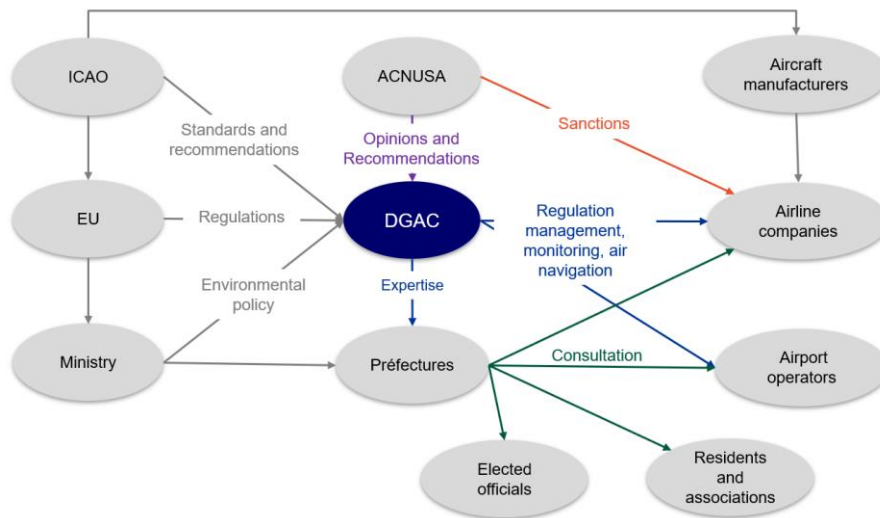 ICAO
ACNUSA
Aircraft
manufacturers
Standards and
recommendations
Opinions and
Recommendations
Sanctions
EU
Regulations
DGAC
Regulation
management,
monitoring, air
navigation
Airline
companies
Environmental
policy
Expertise
Ministry
Préfectures
Consultation
Airport
operators
Elected
officials
Residents
and
associations